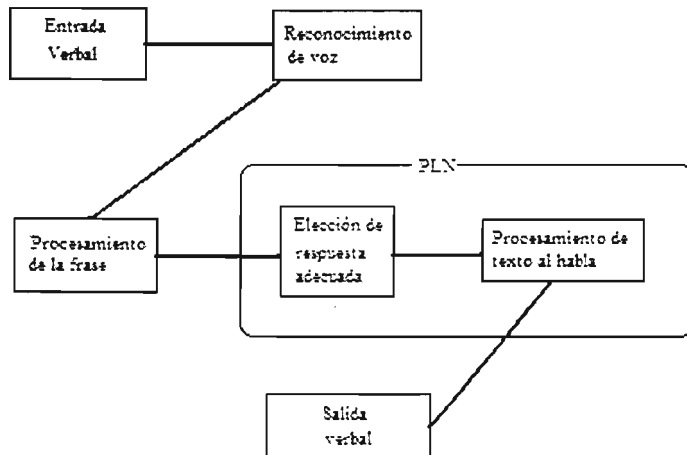 Entrada
Verbal
Reconocimiento
de voz
PLN
Procesamiento
de la frase
Elección de
respuesta
adecuada
Procesamiento de
texto al habla
Salida
verbal